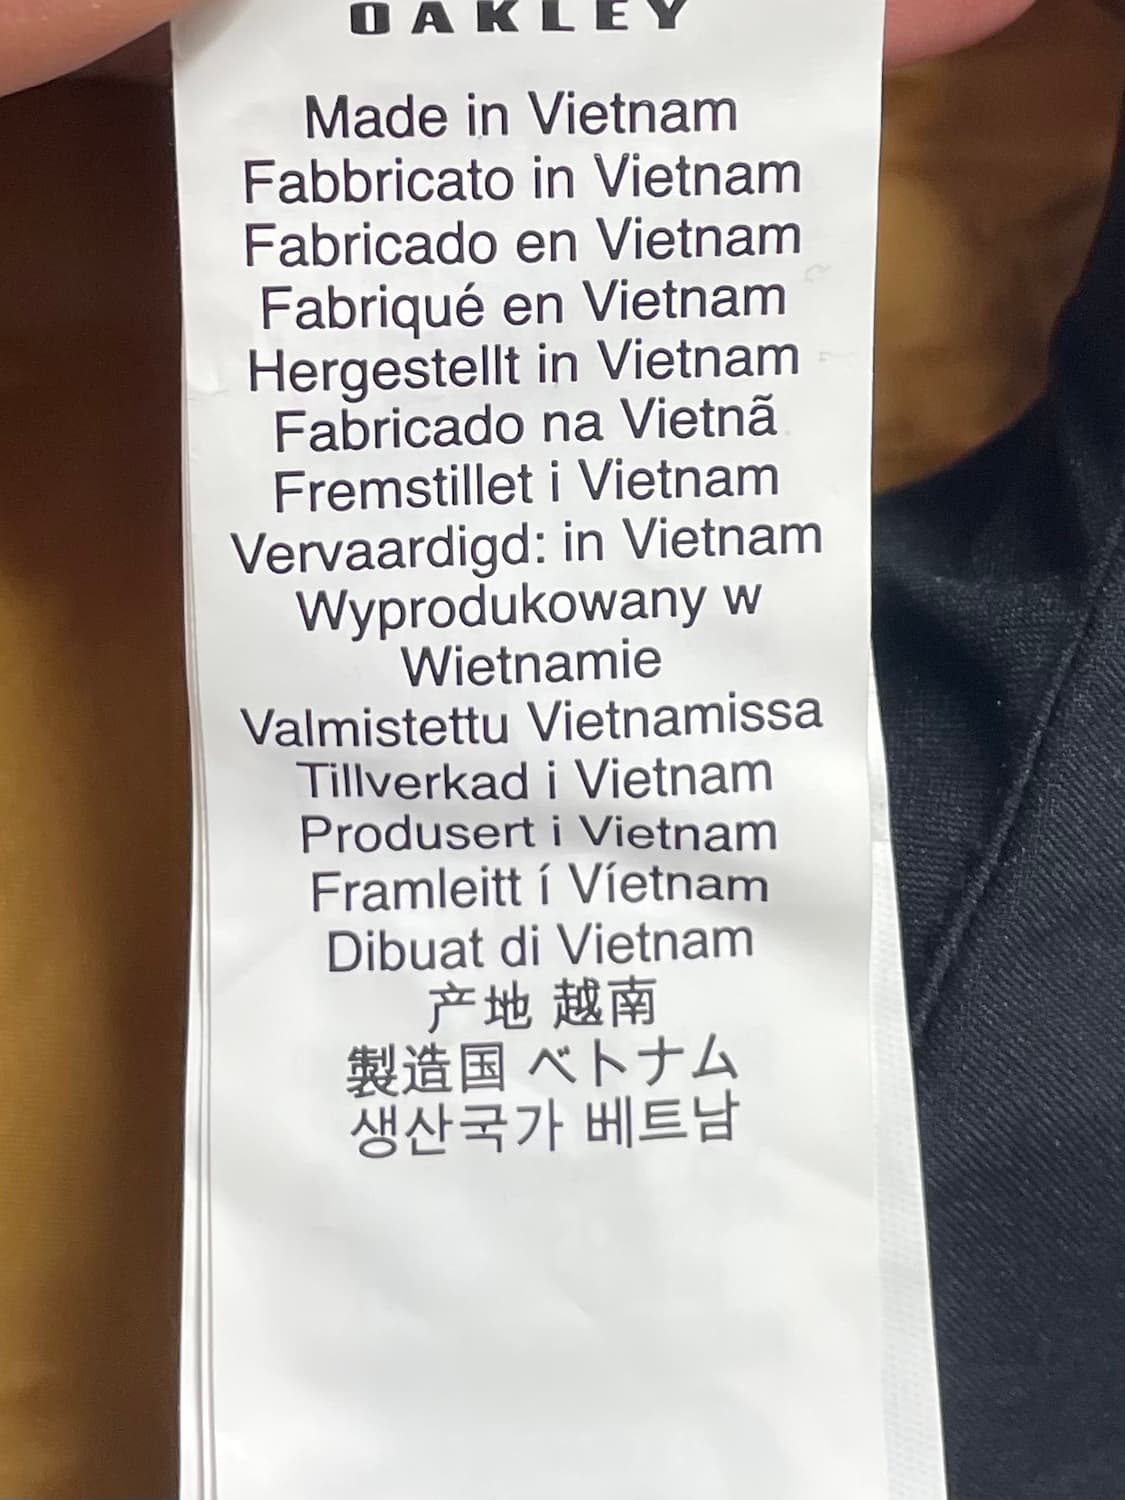 OAKLEY
Made in Vietnam
Fabbricato in Vietnam
Fabricado en Vietnam
Fabriqué en Vietnam
Hergestellt in Vietnam
Fabricado na Vietnã
Fremstillet i Vietnam
Vervaardigd: in Vietnam
Wyprodukowany w
Wietnamie
Valmistettu Vietnamissa
Tillverkad i Vietnam
Produsert i Vietnam
Framleitt í Víetnam
Dibuat di Vietnam
产地 越南
製造国 ベトナム
생산국가 베트남